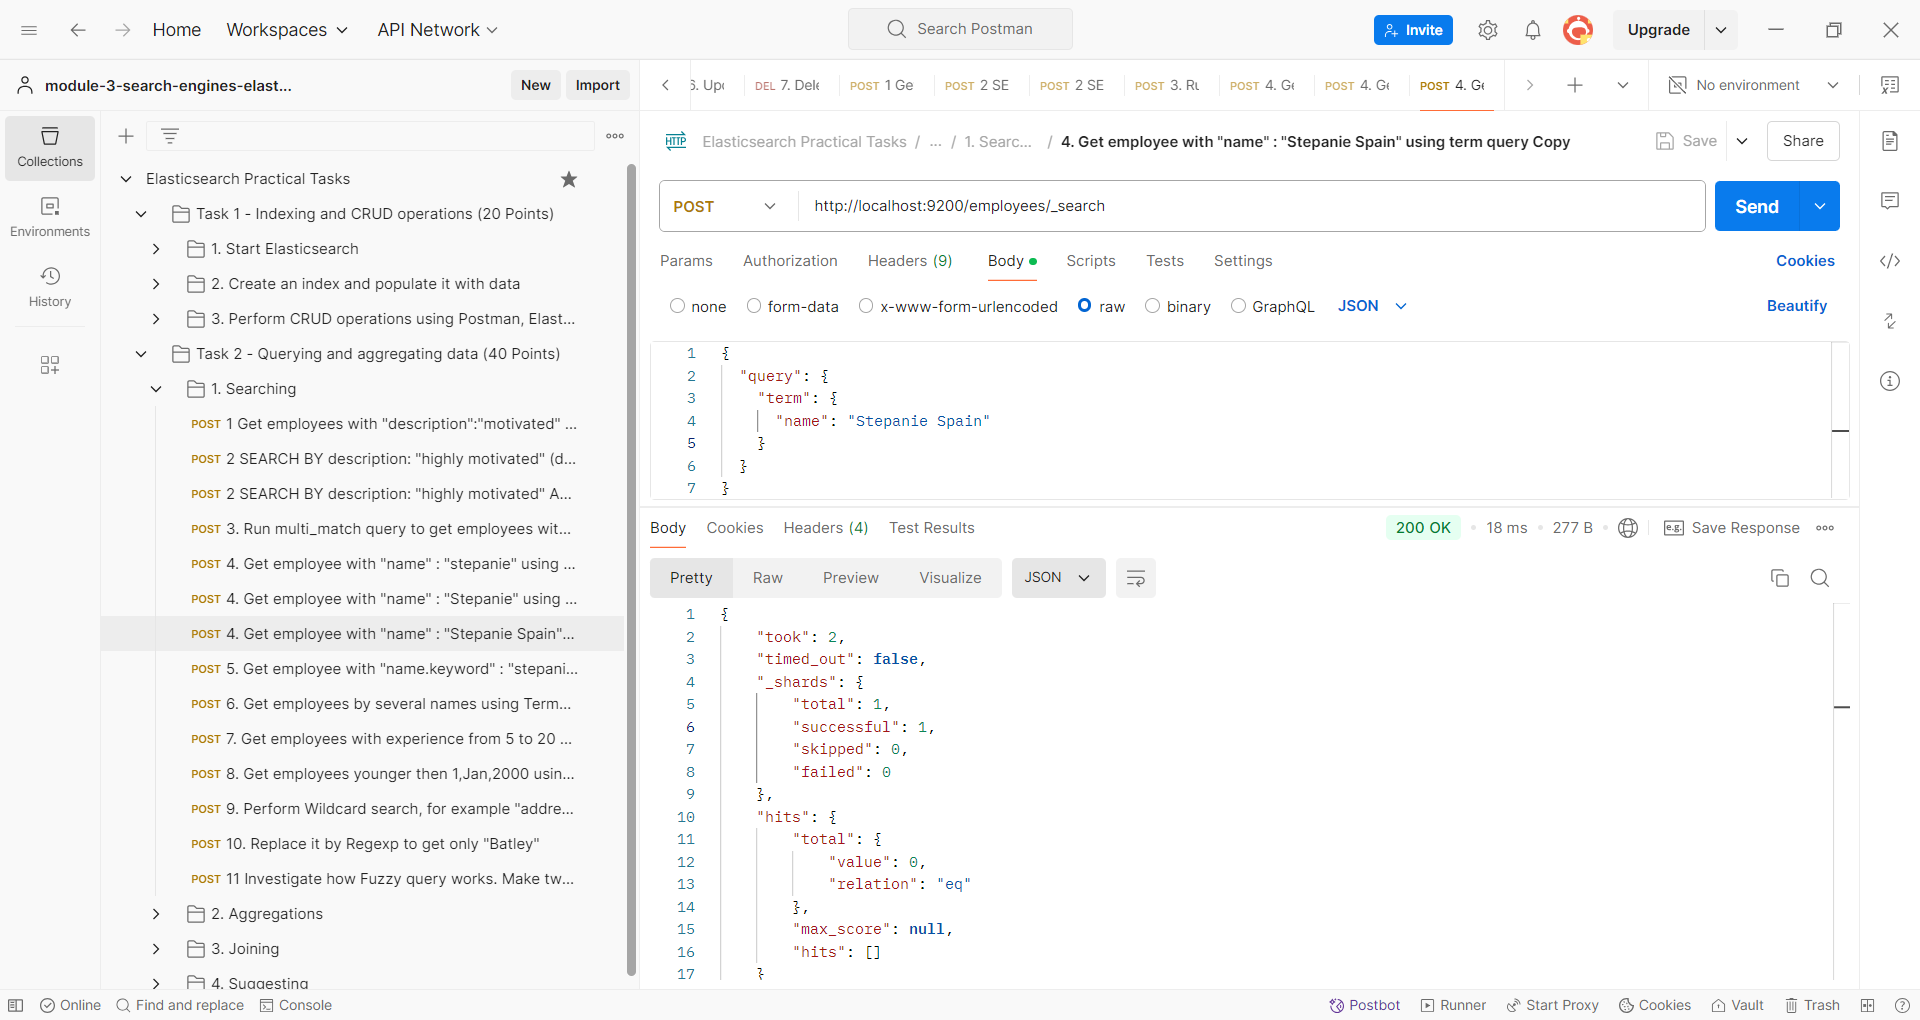 Home
Workspaces
API Network
Search Postman
Invite
Upgrade
module-3-search-engines-elast...
New
Import
6. Upd
DEL 7. Dele
POST 1 Ge
POST 2 SE
POST 2 SE
POST 3. Ru
POST 4. Ge
POST 4. Ge
POST 4. Ge
No environment
Collections
Environments
History
Elasticsearch Practical Tasks
Task 1 - Indexing and CRUD operations (20 Points)
1. Start Elasticsearch
2. Create an index and populate it with data
3. Perform CRUD operations using Postman, Elast...
Task 2 - Querying and aggregating data (40 Points)
1. Searching
POST 1 Get employees with "description":"motivated" ...
POST 2 SEARCH BY description: "highly motivated" (d...
POST 2 SEARCH BY description: "highly motivated" A...
POST 3. Run multi_match query to get employees wit...
POST 4. Get employee with "name" : "stepanie" using ...
POST 4. Get employee with "name" : "Stepanie" using ...
POST 4. Get employee with "name" : "Stepanie Spain"...
POST 5. Get employee with "name.keyword" : "stepani...
POST 6. Get employees by several names using Term...
POST 7. Get employees with experience from 5 to 20 ...
POST 8. Get employees younger then 1,Jan,2000 usin...
POST 9. Perform Wildcard search, for example "addre...
POST 10. Replace it by Regexp to get only "Batley"
POST 11 Investigate how Fuzzy query works. Make tw...
2. Aggregations
3. Joining
4. Suggesting
HTTP Elasticsearch Practical Tasks / ... / 1. Searc... / 4. Get employee with "name" : "Stepanie Spain" using term query Copy
Save
Share
POST
http://localhost:9200/employees/_search
Send
Params
Authorization
Headers (9)
Body
Scripts
Tests
Settings
Cookies
none
form-data
x-www-form-urlencoded
raw
binary
GraphQL
JSON
Beautify
1 {
2 "query": {
3 "term": {
4 "name": "Stepanie Spain"
5 }
6 }
7 }
Body
Cookies
Headers (4)
Test Results
200 OK
18 ms
277 B
e.g. Save Response
Pretty
Raw
Preview
Visualize
JSON
1 {
2 "took": 2,
3 "timed_out": false,
4 "_shards": {
5 "total": 1,
6 "successful": 1,
7 "skipped": 0,
8 "failed": 0
9 },
10 "hits": {
11 "total": {
12 "value": 0,
13 "relation": "eq"
14 },
15 "max_score": null,
16 "hits": []
17 }
Online
Find and replace
Console
Postbot
Runner
Start Proxy
Cookies
Vault
Trash